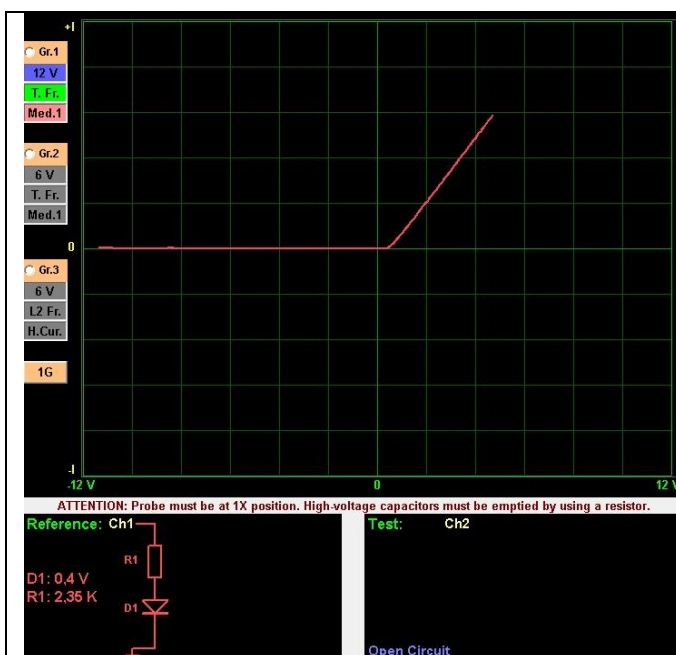 +I
Gr.1
12 V
T. Fr.
Med.1
Gr.2
6 V
T. Fr.
Med.1
0
Gr.3
6 V
L2 Fr.
H.Cur.
1G
-I
-12 V
0
12 V
ATTENTION: Probe must be at 1X position. High-voltage capacitors must be emptied by using a resistor.
Reference: Ch1
R1
D1: 0,4 V
R1: 2,35 K
D1
Test: Ch2
Open Circuit